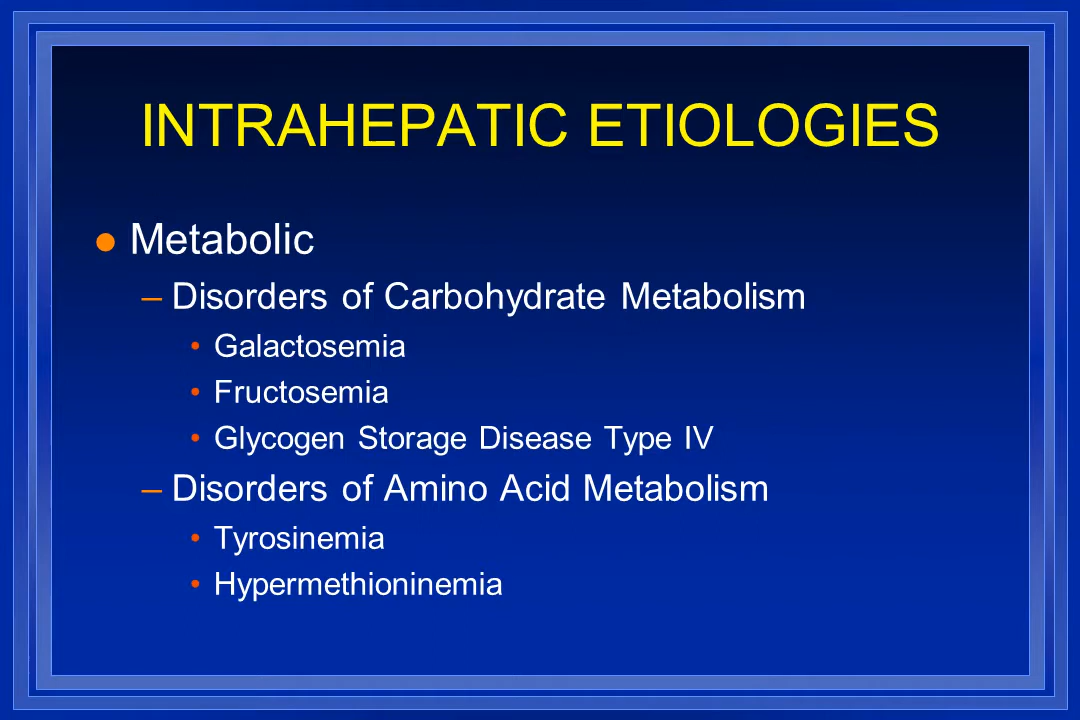 INTRAHEPATIC ETIOLOGIES
● Metabolic
– Disorders of Carbohydrate Metabolism
• Galactosemia
• Fructosemia
• Glycogen Storage Disease Type IV
– Disorders of Amino Acid Metabolism
• Tyrosinemia
• Hypermethioninemia